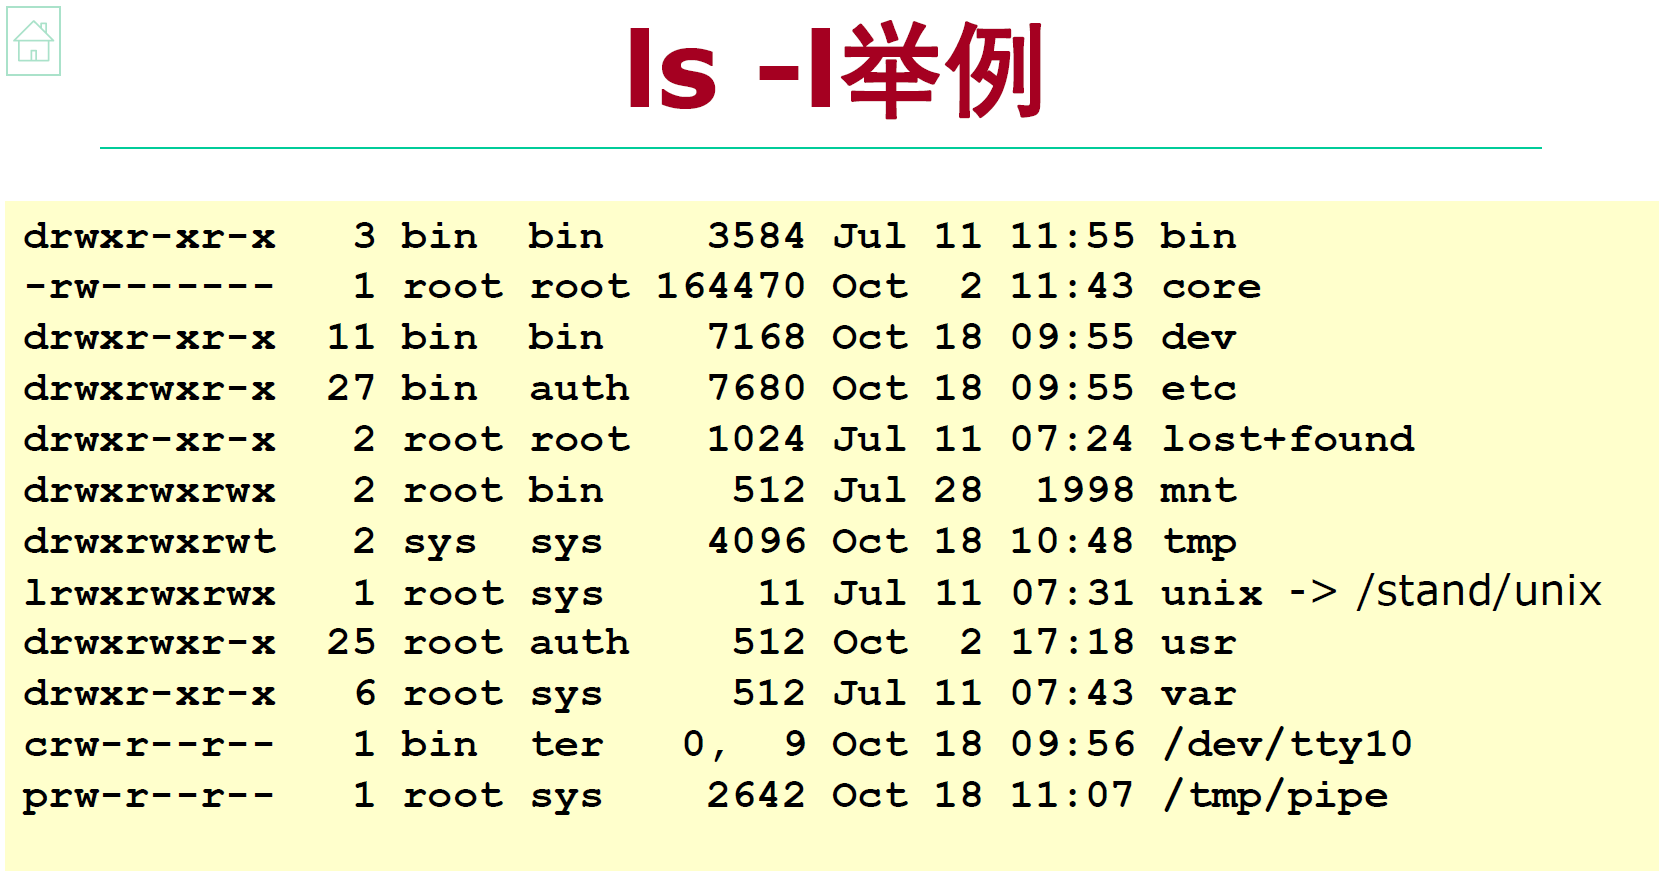 ls -l举例
drwxr-xr-x   3 bin  bin    3584 Jul 11 11:55 bin
-rw-------   1 root root 164470 Oct  2 11:43 core
drwxr-xr-x  11 bin  bin    7168 Oct 18 09:55 dev
drwxrwxr-x  27 bin  auth   7680 Oct 18 09:55 etc
drwxr-xr-x   2 root root   1024 Jul 11 07:24 lost+found
drwxrwxrwx   2 root bin     512 Jul 28  1998 mnt
drwxrwxrwt   2 sys  sys    4096 Oct 18 10:48 tmp
lrwxrwxrwx   1 root sys      11 Jul 11 07:31 unix -> /stand/unix
drwxrwxr-x  25 root auth    512 Oct  2 17:18 usr
drwxr-xr-x   6 root sys     512 Jul 11 07:43 var
crw-r--r--   1 bin  ter   0,  9 Oct 18 09:56 /dev/tty10
prw-r--r--   1 root sys    2642 Oct 18 11:07 /tmp/pipe